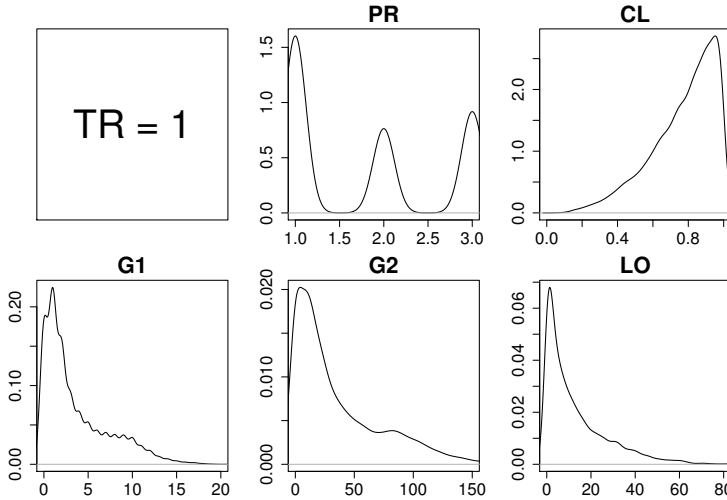 PR
CL
TR = 1
0.0 0.5 1.0 1.5
1.0 1.5 2.0 2.5 3.0
0.0 1.0 2.0
0.0 0.4 0.8
G1
G2
LO
0.00 0.10 0.20
0 5 10 15 20
0.000 0.010 0.020
0 50 100 150
0.00 0.02 0.04 0.06
0 20 40 60 80